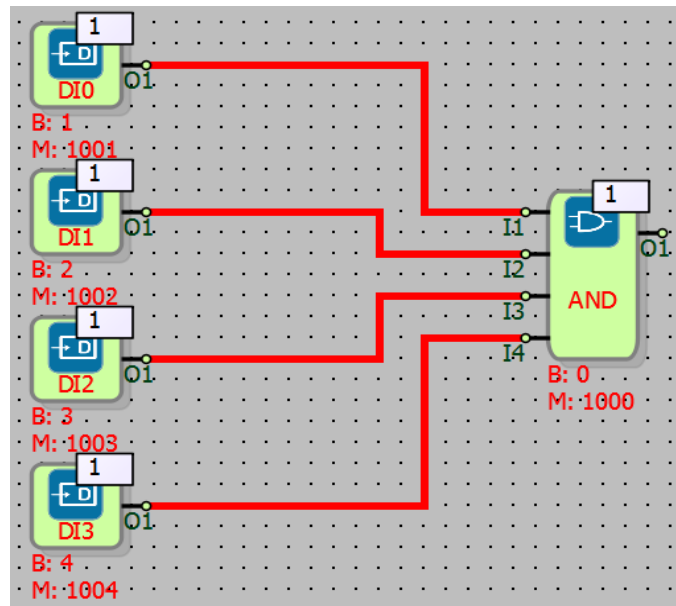 1
D
O1
DI0
B: 1
M: 1001
1
D
O1
DI1
B: 2
M: 1002
1
D
O1
DI2
B: 3
M: 1003
1
D
O1
DI3
B: 4
M: 1004
1
I1
O1
I2
AND
I3
I4
B: 0
M: 1000